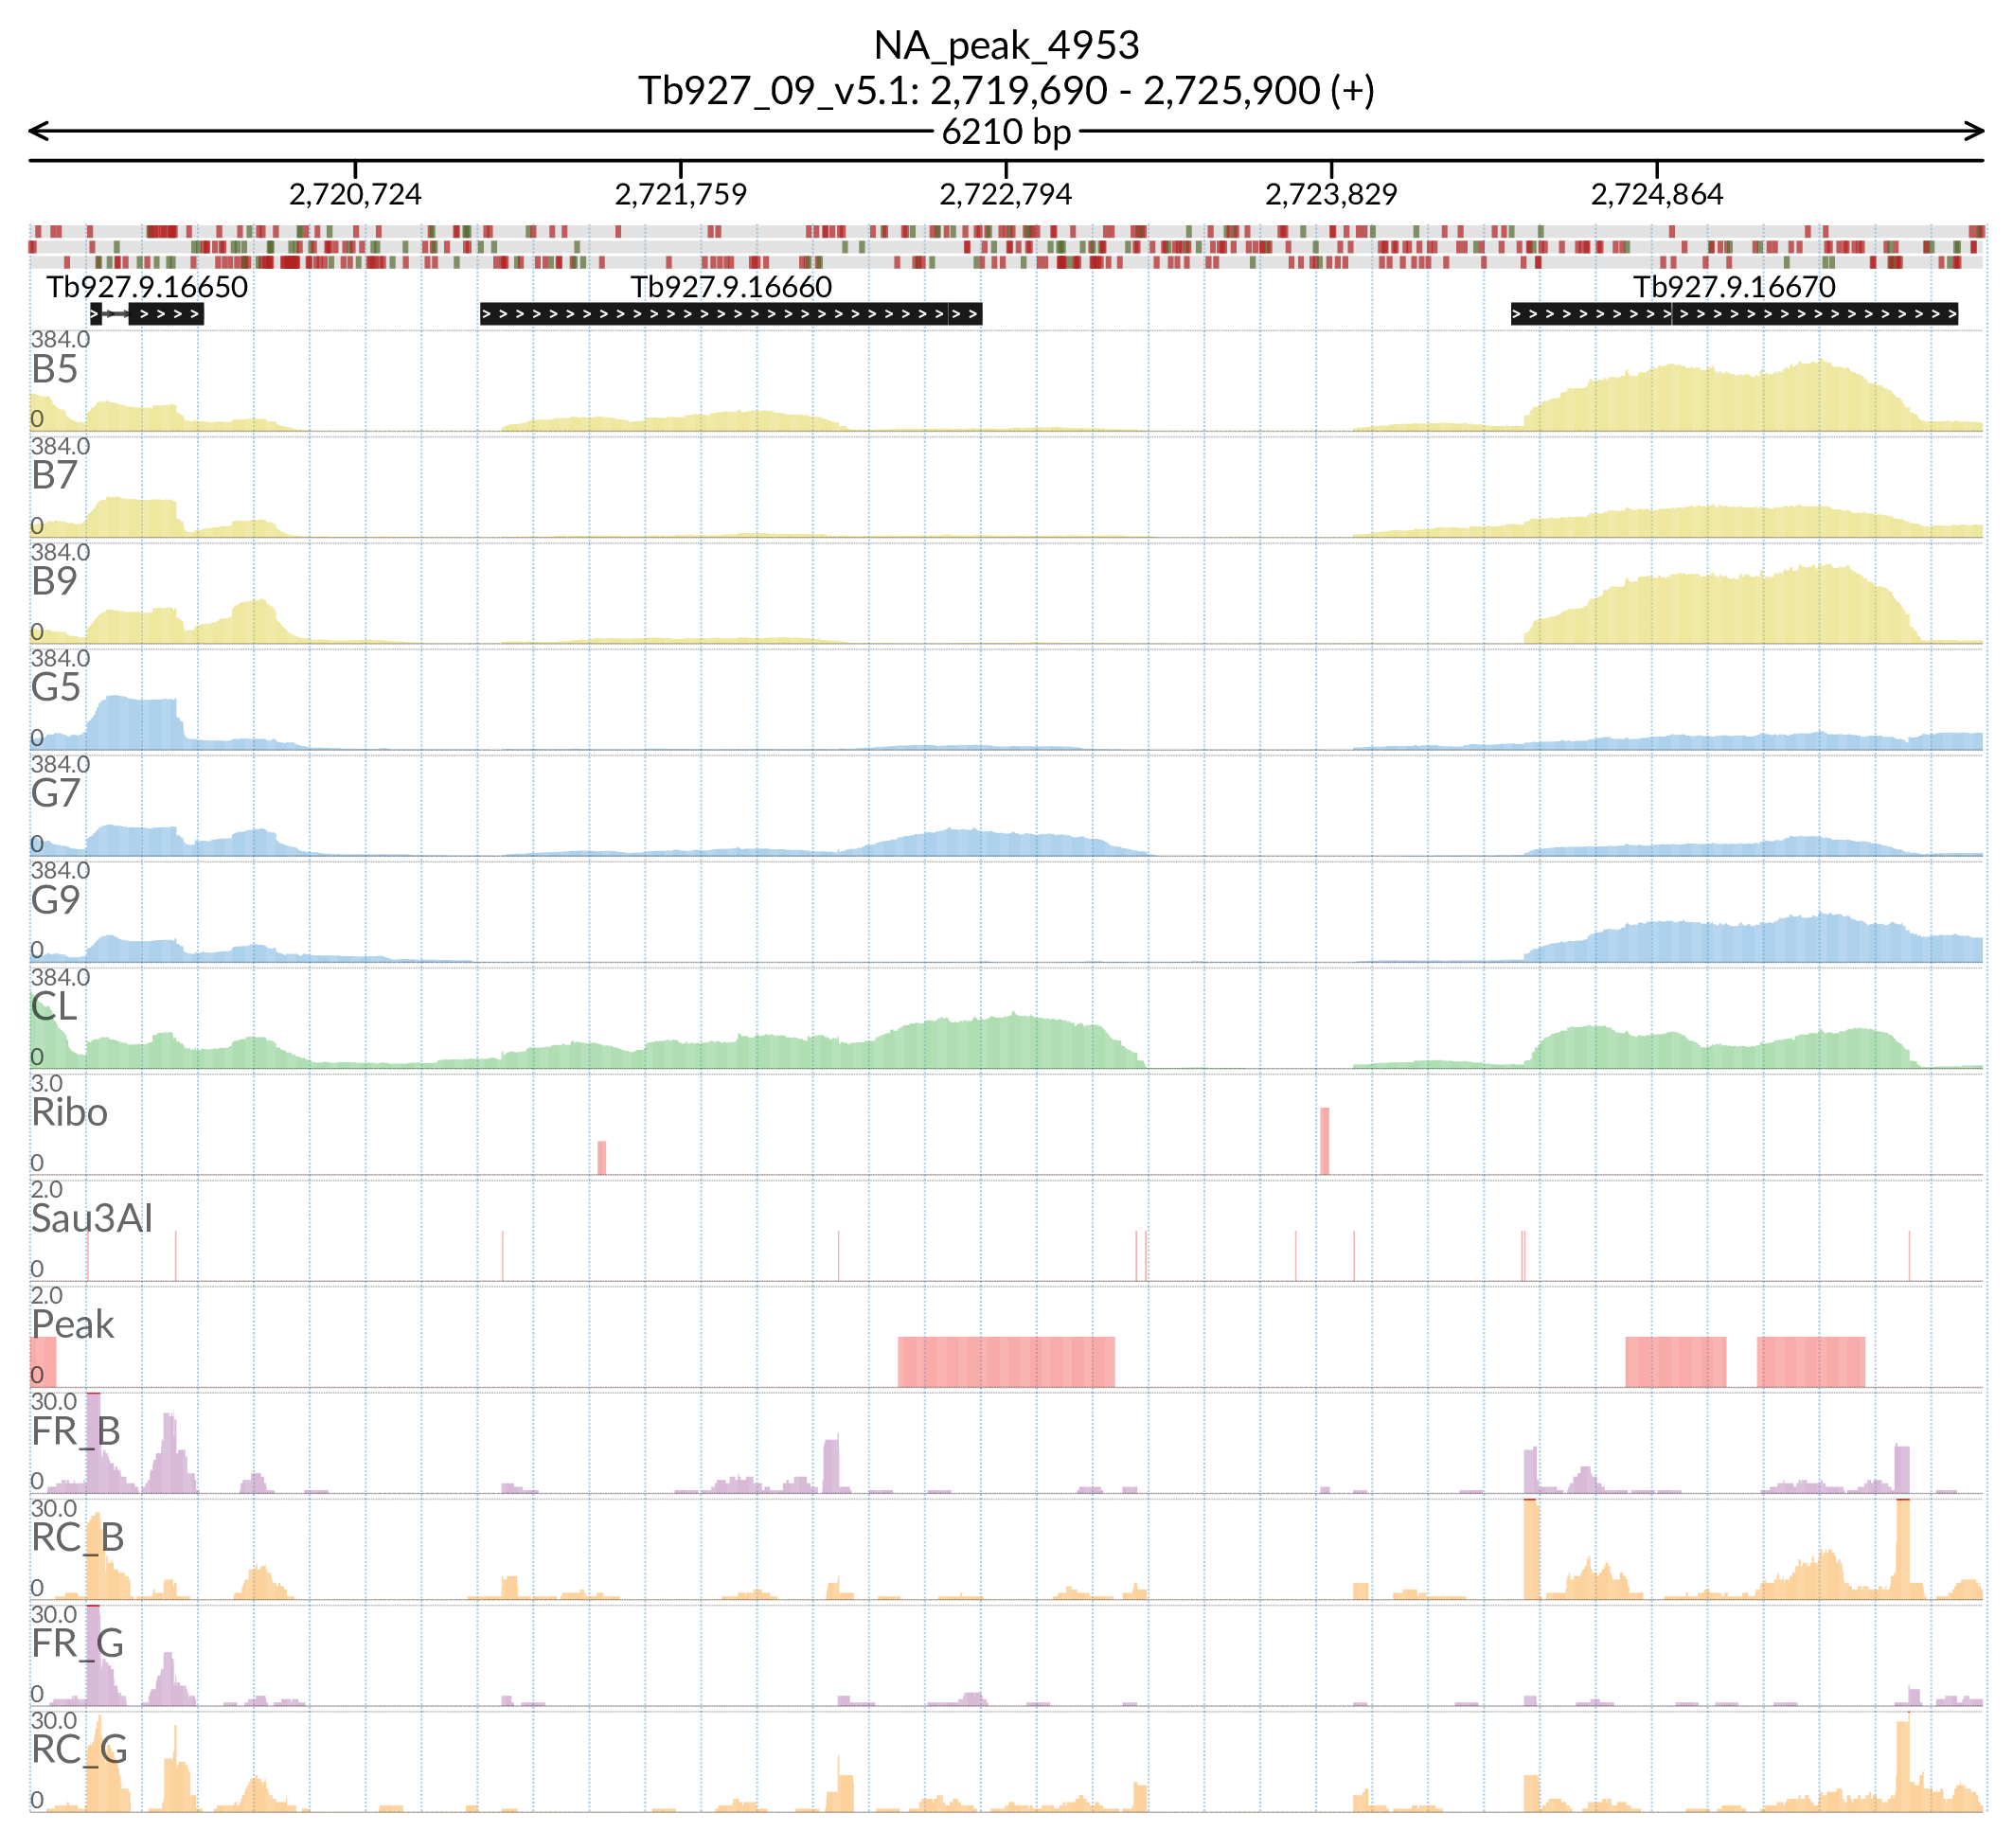 NA_peak_4953
Tb927_09_v5.1: 2,719,690 - 2,725,900 (+)
6210 bp
2,720,724 2,721,759 2,722,794 2,723,829 2,724,864
Tb927.9.16650 Tb927.9.16660 Tb927.9.16670
384.0
B5
0
384.0
B7
0
384.0
B9
0
384.0
G5
0
384.0
G7
0
384.0
G9
0
384.0
CL
0
3.0
Ribo
0
2.0
Sau3AI
0
2.0
Peak
0
30.0
FR_B
0
30.0
RC_B
0
30.0
FR_G
0
30.0
RC_G
0